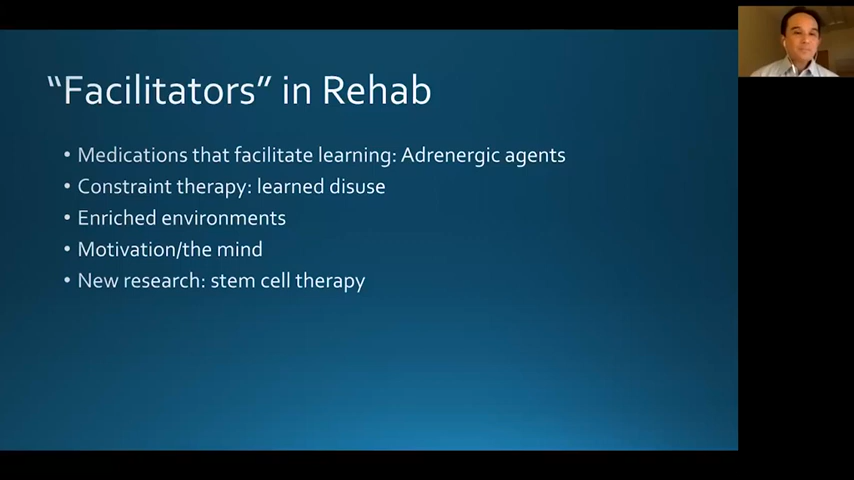 “Facilitators” in Rehab
• Medications that facilitate learning: Adrenergic agents
• Constraint therapy: learned disuse
• Enriched environments
• Motivation/the mind
• New research: stem cell therapy